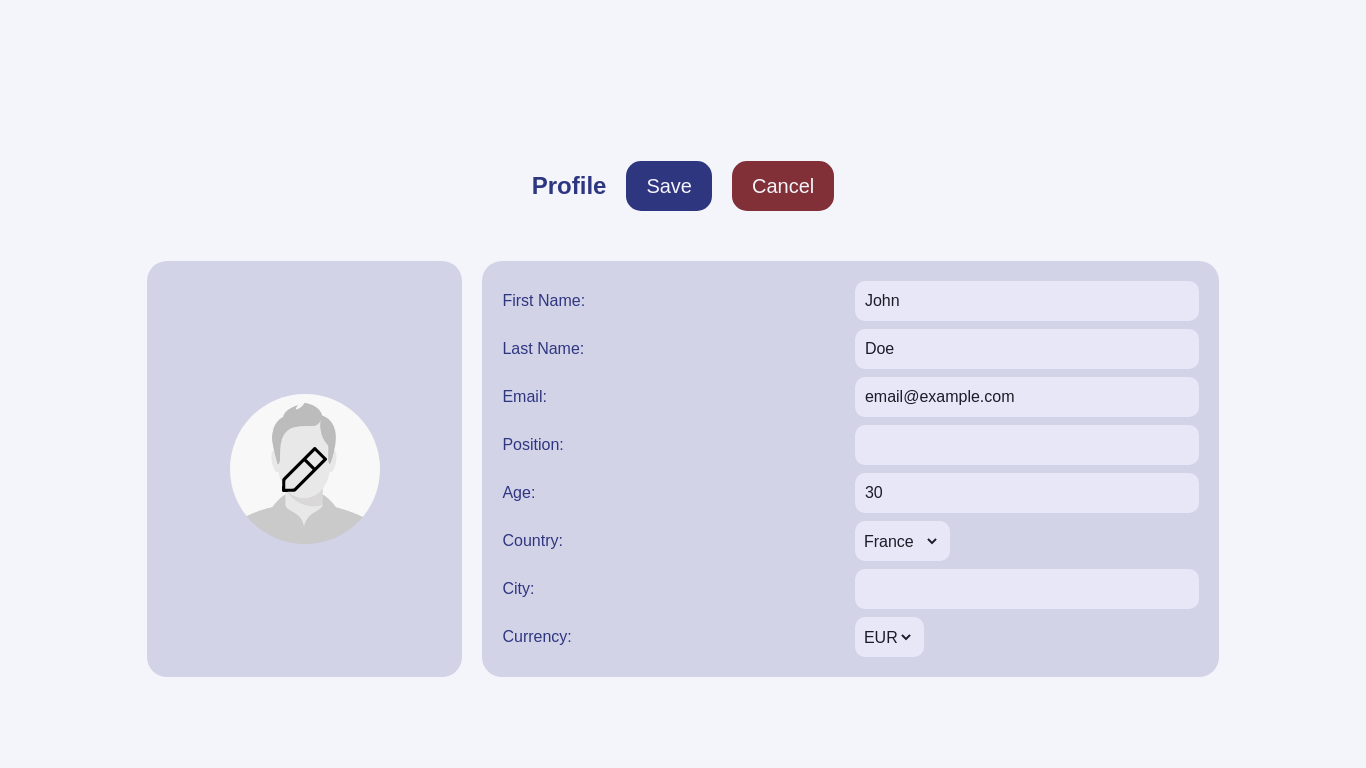 Profile Save Cancel
First Name: John
Last Name: Doe
Email: email@example.com
Position:
Age: 30
Country: France
City:
Currency: EUR